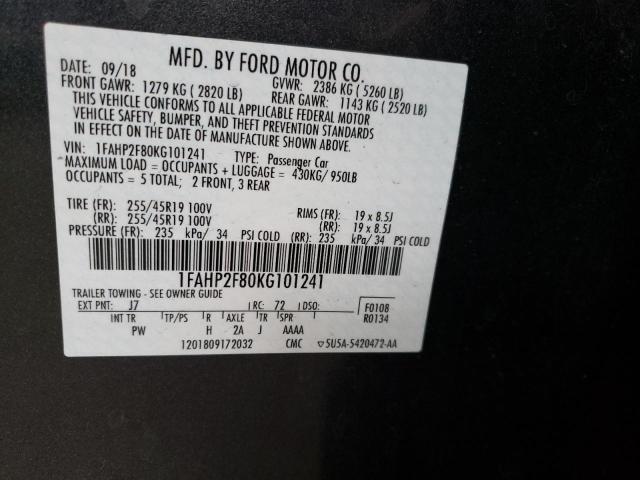 MFD. BY FORD MOTOR CO.
DATE: 09/18 GVWR: 2386 KG ( 5260 LB)
FRONT GAWR: 1279 KG ( 2820 LB) REAR GAWR: 1143 KG ( 2520 LB)
THIS VEHICLE CONFORMS TO ALL APPLICABLE FEDERAL MOTOR
VEHICLE SAFETY, BUMPER, AND THEFT PREVENTION STANDARDS
IN EFFECT ON THE DATE OF MANUFACTURE SHOWN ABOVE.
VIN: 1FAHP2F80KG101241 TYPE: Passenger Car
MAXIMUM LOAD = OCCUPANTS + LUGGAGE = 430KG/ 950LB
OCCUPANTS = 5 TOTAL; 2 FRONT, 3 REAR
TIRE (FR): 255/45R19 100V RIMS (FR): 19 x 8.5J
(RR): 255/45R19 100V (RR): 19 x 8.5J
PRESSURE (FR): 235 kPa/ 34 PSI COLD (RR): 235 kPa/ 34 PSI COLD
1FAHP2F80KG101241
TRAILER TOWING - SEE OWNER GUIDE
EXT PNT: J7 RC: 72 DSO: F0108
R0134
INT TR TP/PS R AXLE TR SPR
PW H 2A J AAAA
1201809172032 CMC ▽5U5A-5420472-AA